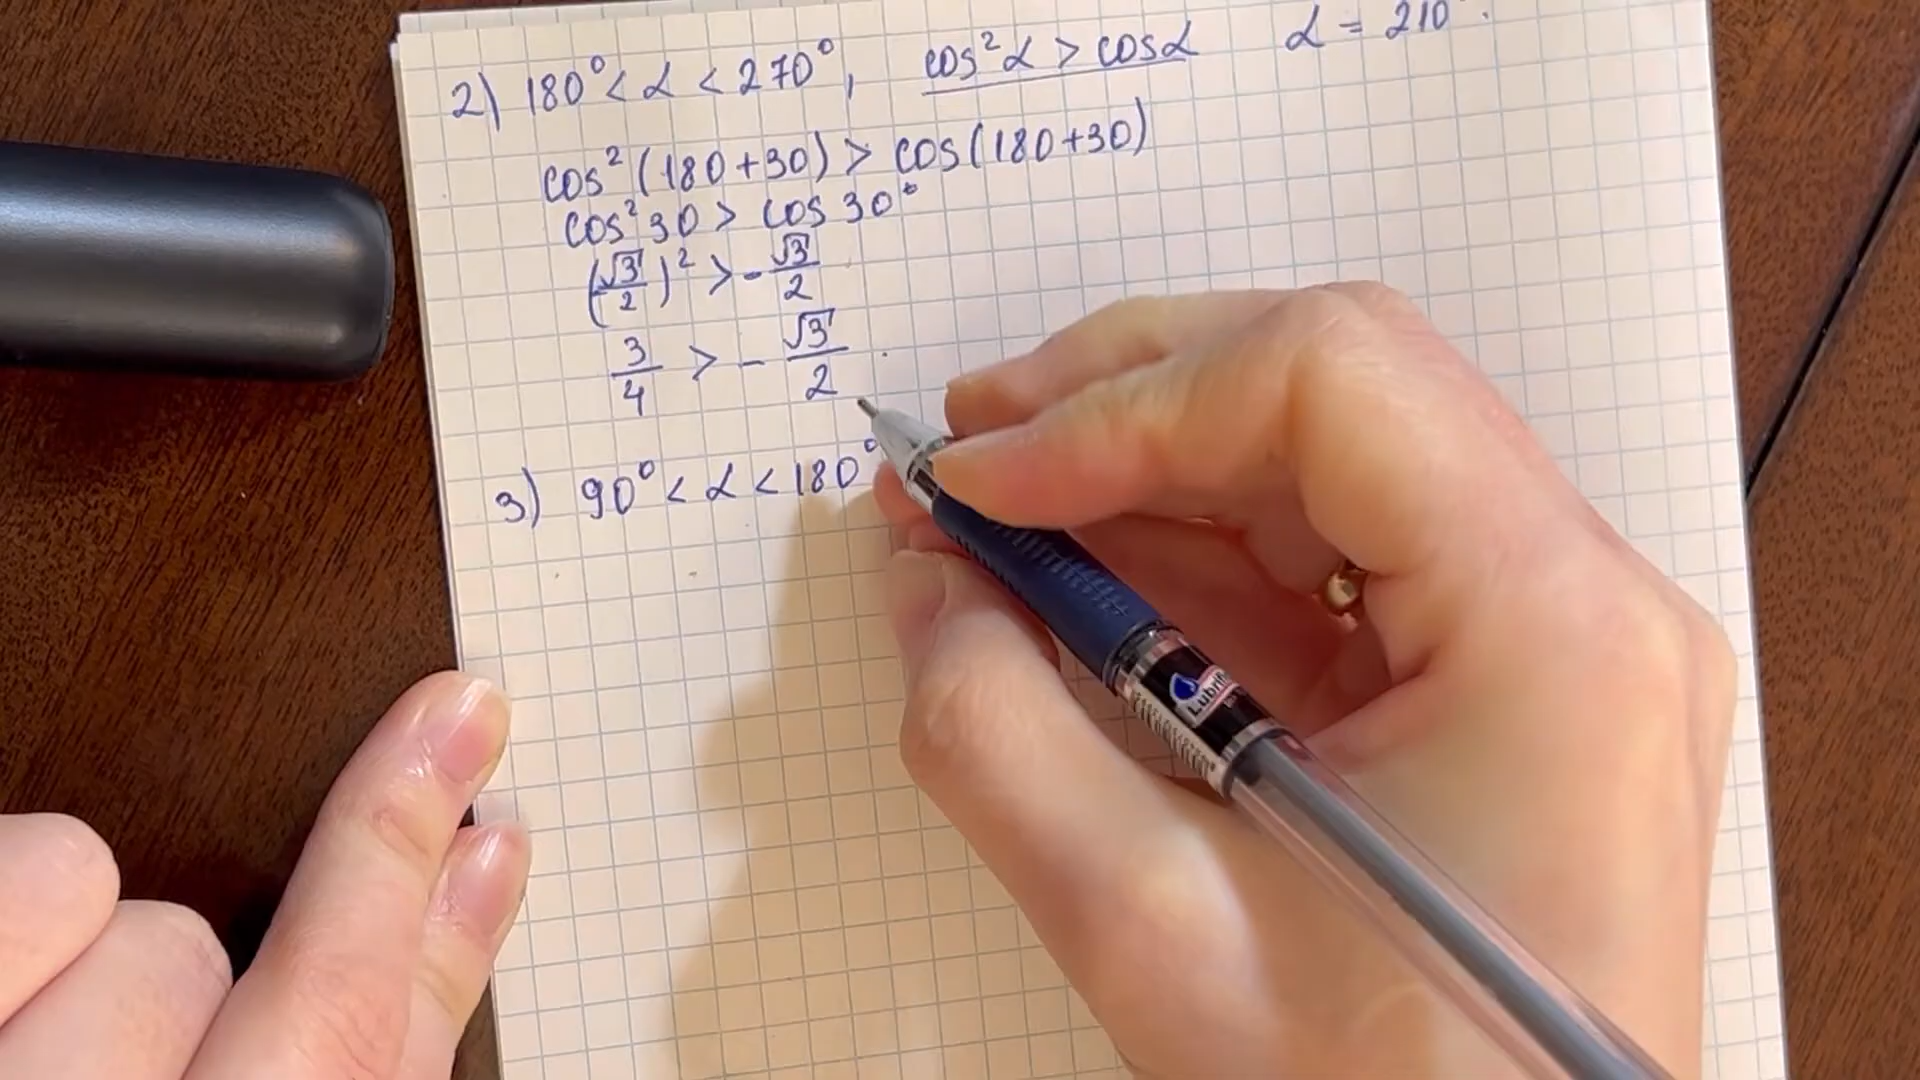 2) 180° < α < 270°, cos²α > cosα α = 210°.
cos²(180+30) > cos(180+30)
cos²30 > cos 30°
(√3/2)² > -√3/2
3/4 > -√3/2
3) 90° < α < 180°